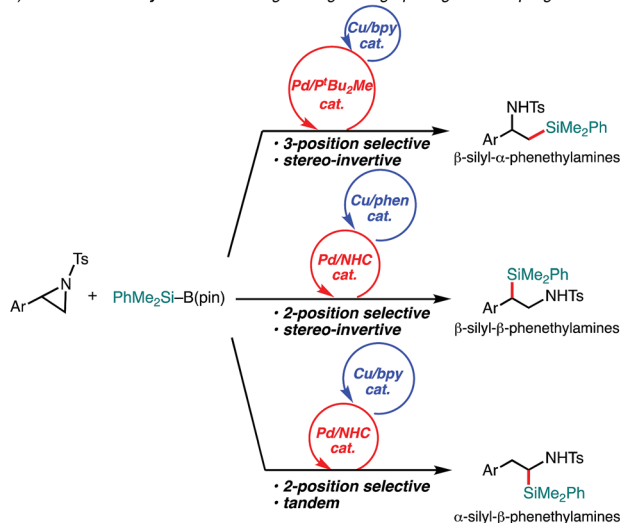 Cu/bpy
cat.
Pd/PᵗBu₂Me
cat.
• 3-position selective
• stereo-invertive
NHTs
Ar
SiMe₂Ph
β-silyl-α-phenethylamines
Cu/phen
cat.
Pd/NHC
cat.
• 2-position selective
• stereo-invertive
Ts
N
Ar
+
PhMe₂Si–B(pin)
SiMe₂Ph
Ar
NHTs
β-silyl-β-phenethylamines
Cu/bpy
cat.
Pd/NHC
cat.
• 2-position selective
• tandem
Ar
NHTs
SiMe₂Ph
α-silyl-β-phenethylamines